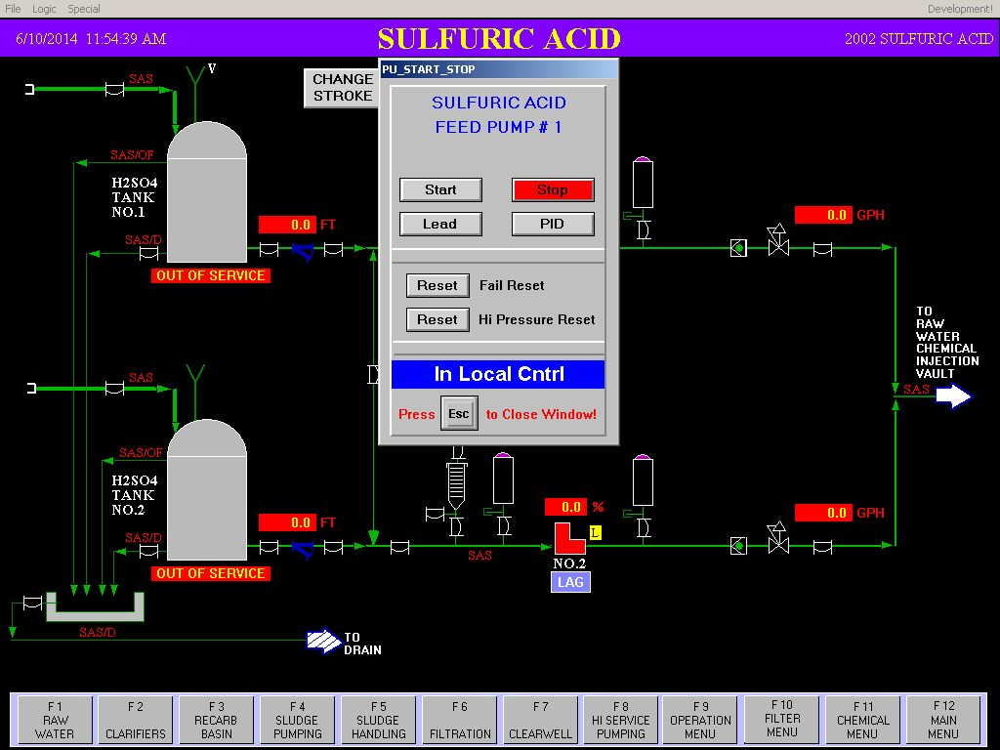 File Logic Special Development!
6/10/2014 11:54:39 AM SULFURIC ACID 2002 SULFURIC ACID
PU_START_STOP
CHANGE
STROKE
SULFURIC ACID
FEED PUMP # 1
Start Stop
Lead PID
Reset Fail Reset
Reset Hi Pressure Reset
In Local Cntrl
Press Esc to Close Window!
SAS
V
SAS/OF
H2SO4
TANK
NO.1
SAS/D
0.0 FT
OUT OF SERVICE
0.0 GPH
TO
RAW
WATER
CHEMICAL
INJECTION
VAULT
SAS
SAS
SAS/OF
H2SO4
TANK
NO.2
SAS/D
0.0 FT
OUT OF SERVICE
SAS
0.0 %
L
NO.2
LAG
0.0 GPH
SAS/D
TO
DRAIN
F 1
RAW
WATER
F 2
CLARIFIERS
F 3
RECARB
BASIN
F 4
SLUDGE
PUMPING
F 5
SLUDGE
HANDLING
F 6
FILTRATION
F 7
CLEARWELL
F 8
HI SERVICE
PUMPING
F 9
OPERATION
MENU
F 10
FILTER
MENU
F 11
CHEMICAL
MENU
F 12
MAIN
MENU